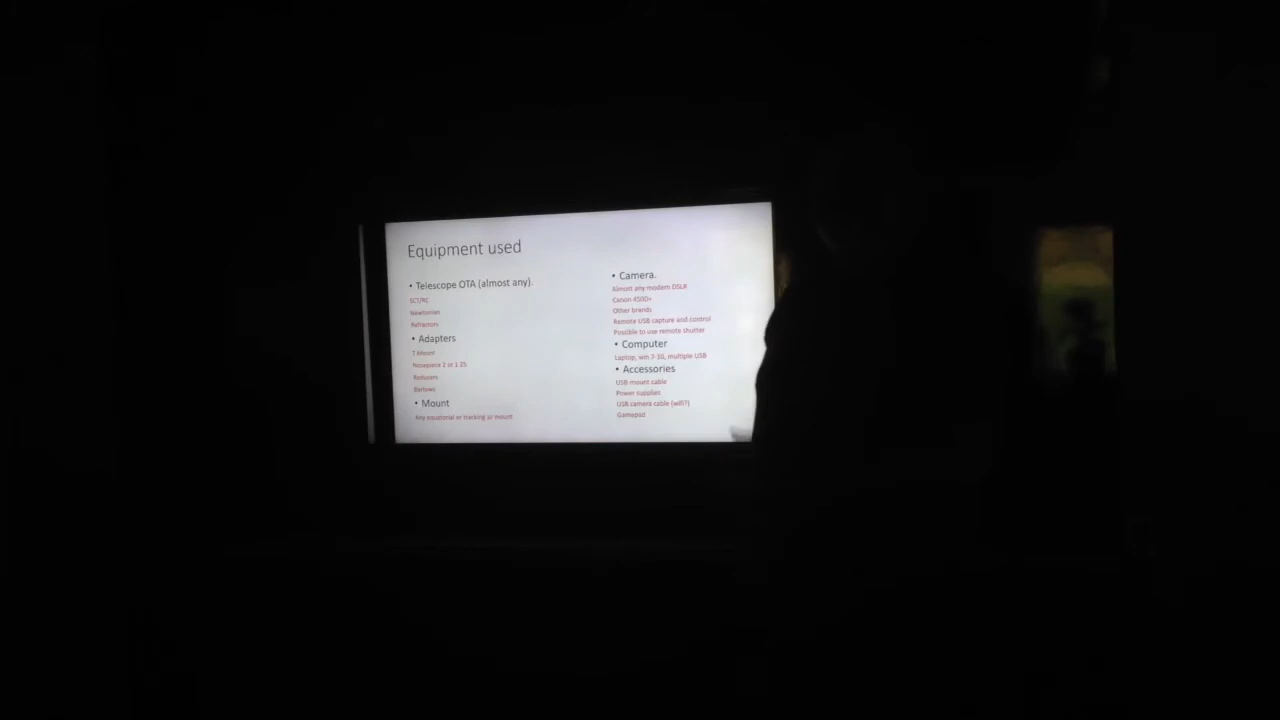 Equipment used
• Telescope OTA (almost any).
SCT/RC
Newtonian
Refractors
• Adapters
T Mount
Nosepiece 2 or 1 25
Reducers
Barlows
• Mount
Any equatorial or tracking az mount
• Camera.
Almost any modern DSLR
Canon 450D+
Other brands
Remote USB capture and control
Possible to use remote shutter
• Computer
Laptop, win 7-10, multiple USB
• Accessories
USB mount cable
Power supplies
USB camera cable (wifi?)
Gamepad